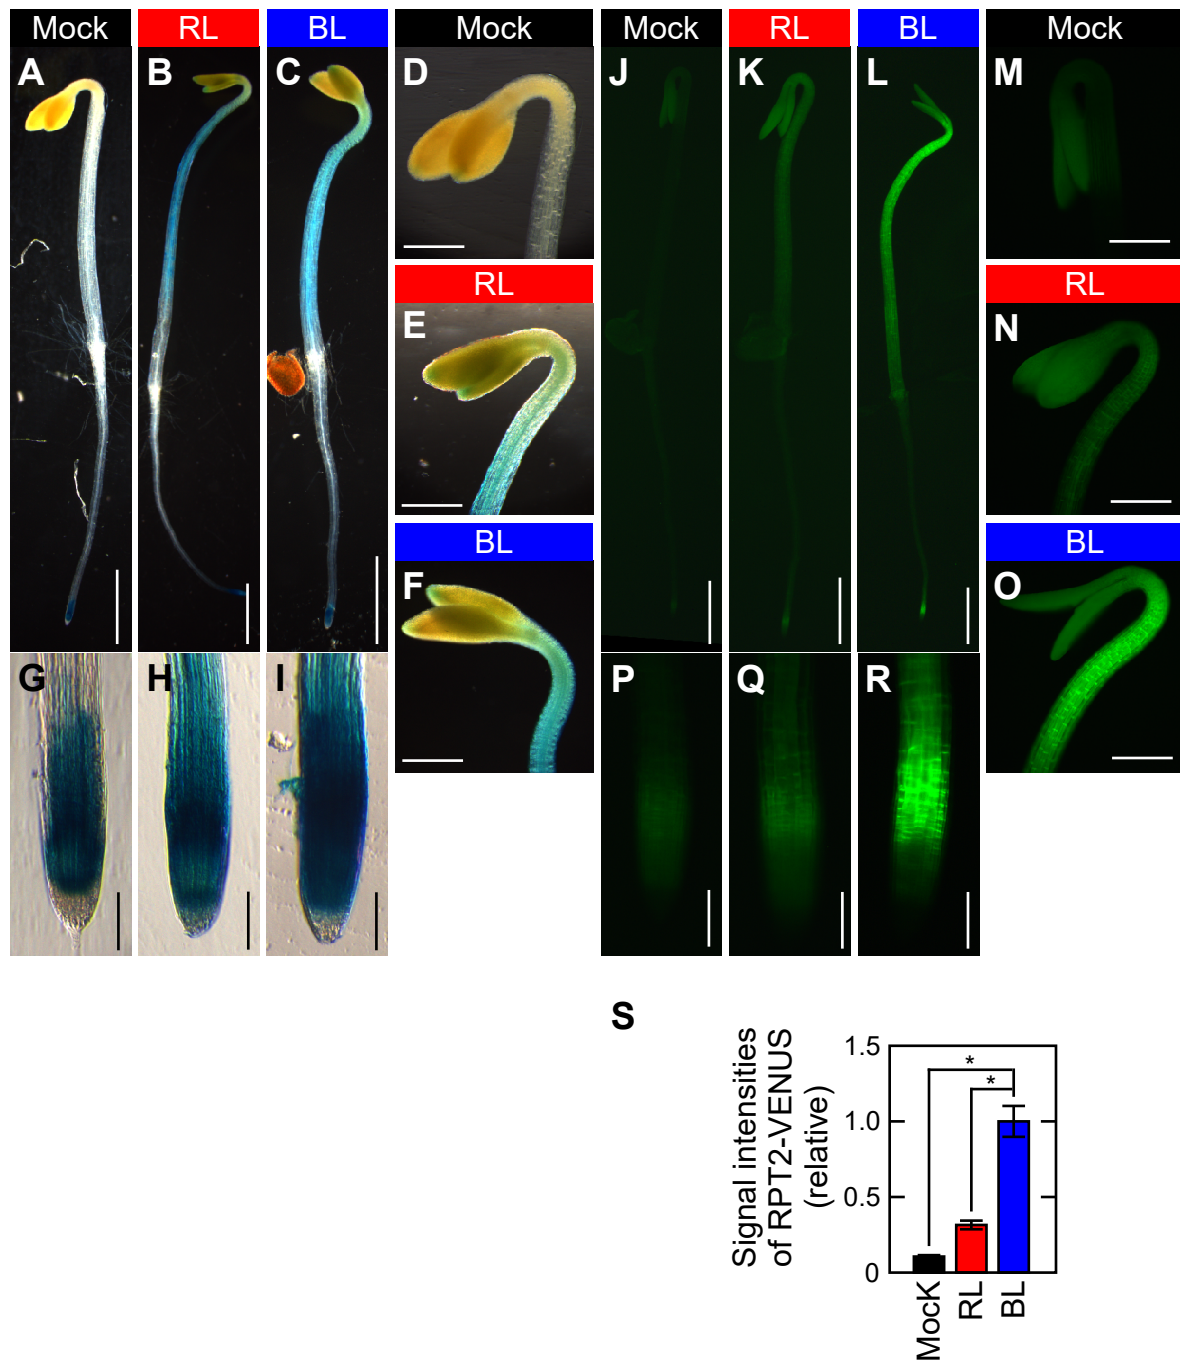 Mock
RL
BL
Mock
Mock
RL
BL
Mock
A
B
C
D
J
K
L
M
RL
RL
E
N
BL
BL
F
O
G
H
I
P
Q
R
S
Signal intensities
of RPT2-VENUS
(relative)
1.5
1.0
0.5
0
*
*
MocK
RL
BL